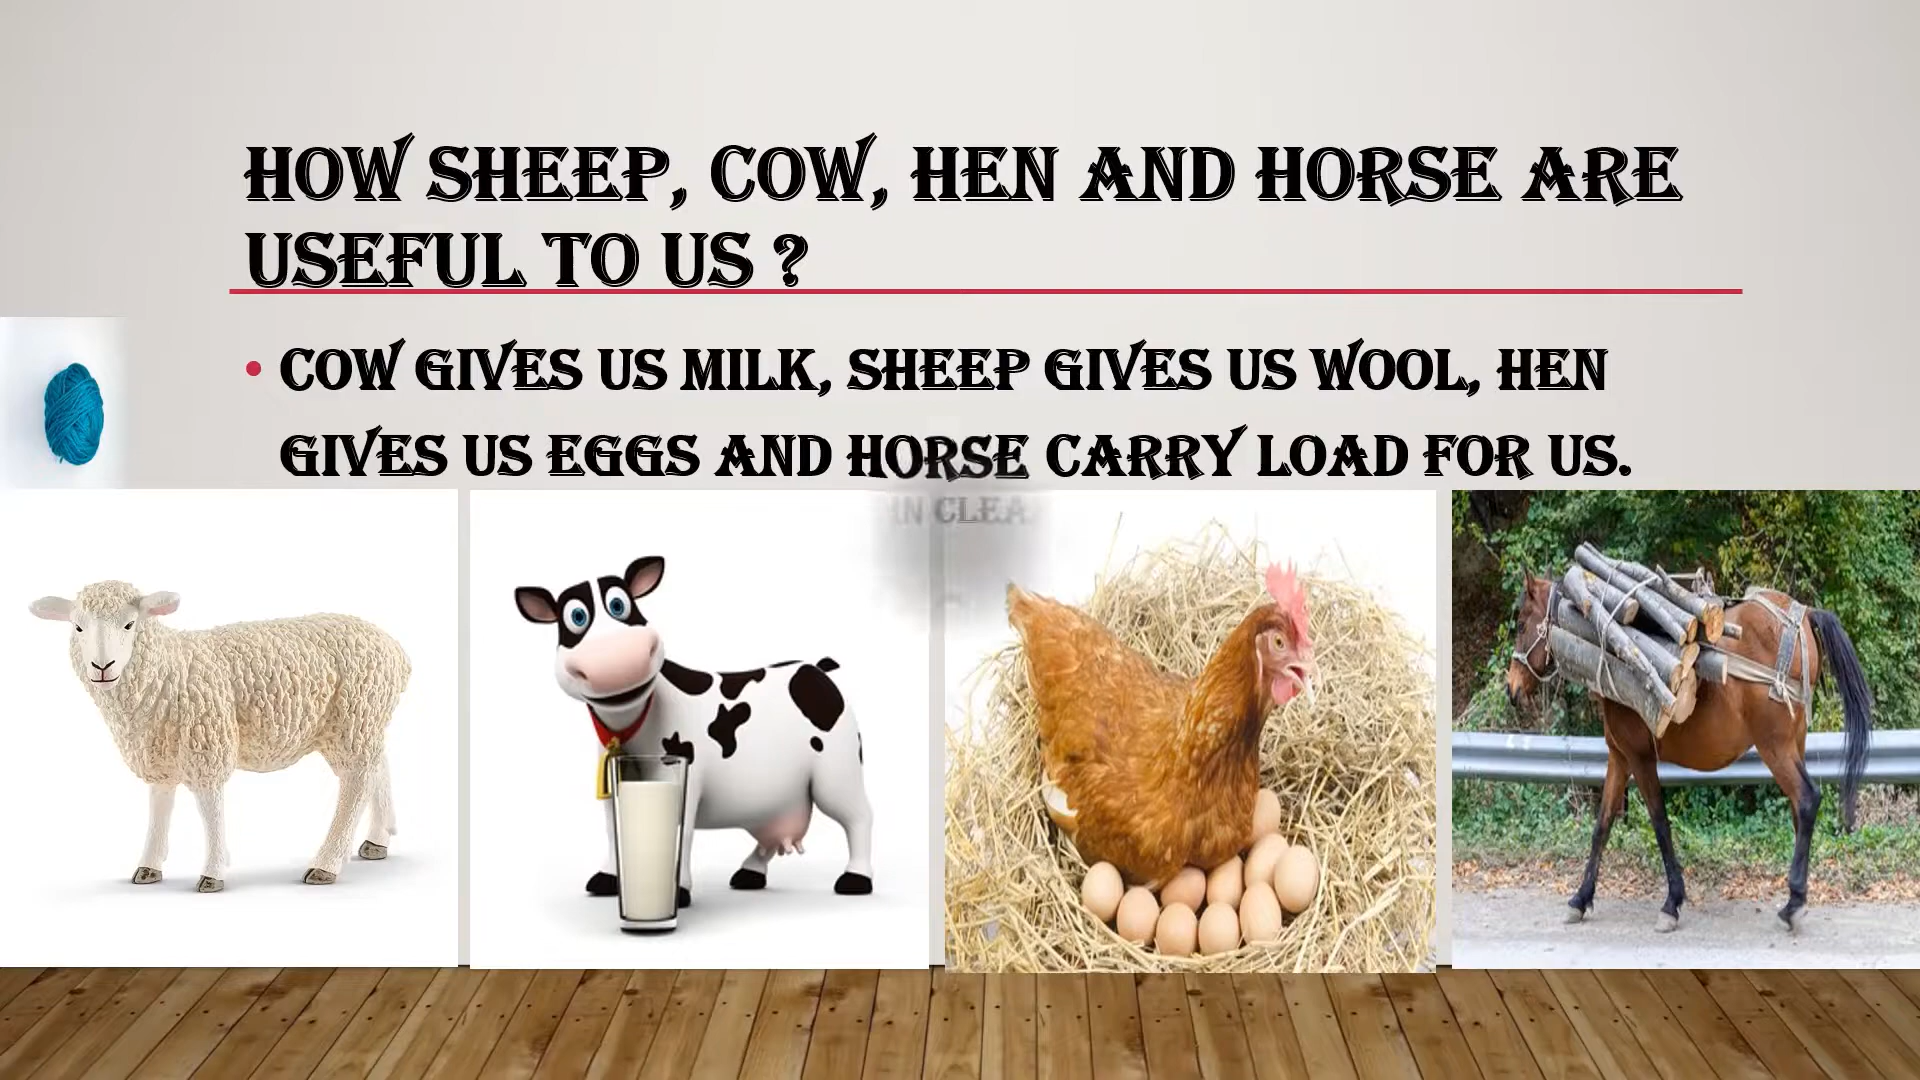 HOW SHEEP, COW, HEN AND HORSE ARE
USEFUL TO US ?
• COW GIVES US MILK, SHEEP GIVES US WOOL, HEN
GIVES US EGGS AND HORSE CARRY LOAD FOR US.
IN